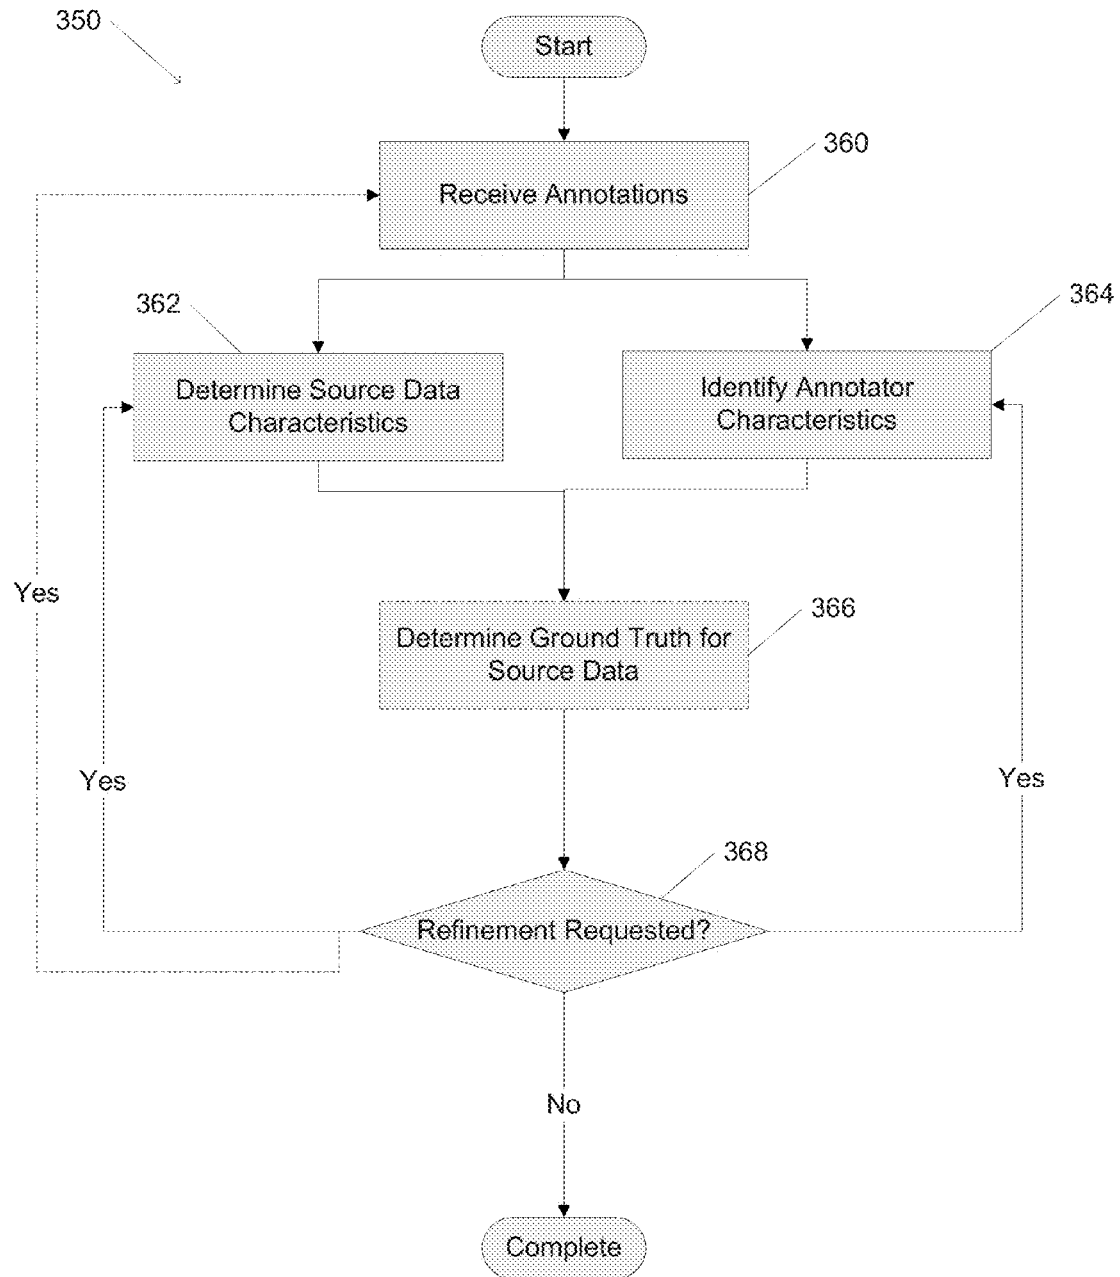 350
Start
360
Receive Annotations
362
364
Determine Source Data
Characteristics
Identify Annotator
Characteristics
Yes
366
Determine Ground Truth for
Source Data
Yes
Yes
368
Refinement Requested?
No
Complete